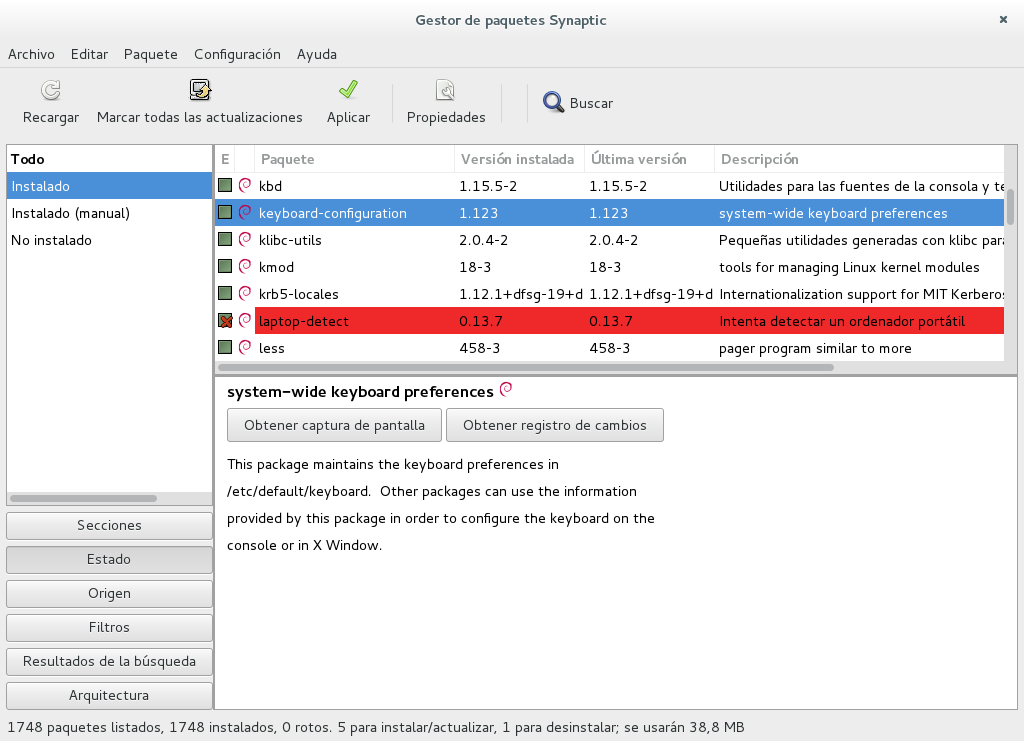 Gestor de paquetes Synaptic
Archivo Editar Paquete Configuración Ayuda
Recargar Marcar todas las actualizaciones Aplicar Propiedades Buscar
Todo
Instalado
Instalado (manual)
No instalado
Secciones
Estado
Origen
Filtros
Resultados de la búsqueda
Arquitectura
E Paquete Versión instalada Última versión Descripción
kbd 1.15.5-2 1.15.5-2 Utilidades para las fuentes de la consola y te
keyboard-configuration 1.123 1.123 system-wide keyboard preferences
klibc-utils 2.0.4-2 2.0.4-2 Pequeñas utilidades generadas con klibc para
kmod 18-3 18-3 tools for managing Linux kernel modules
krb5-locales 1.12.1+dfsg-19+d 1.12.1+dfsg-19+d Internationalization support for MIT Kerberos
laptop-detect 0.13.7 0.13.7 Intenta detectar un ordenador portátil
less 458-3 458-3 pager program similar to more
system-wide keyboard preferences
Obtener captura de pantalla Obtener registro de cambios
This package maintains the keyboard preferences in
/etc/default/keyboard. Other packages can use the information
provided by this package in order to configure the keyboard on the
console or in X Window.
1748 paquetes listados, 1748 instalados, 0 rotos. 5 para instalar/actualizar, 1 para desinstalar; se usarán 38,8 MB